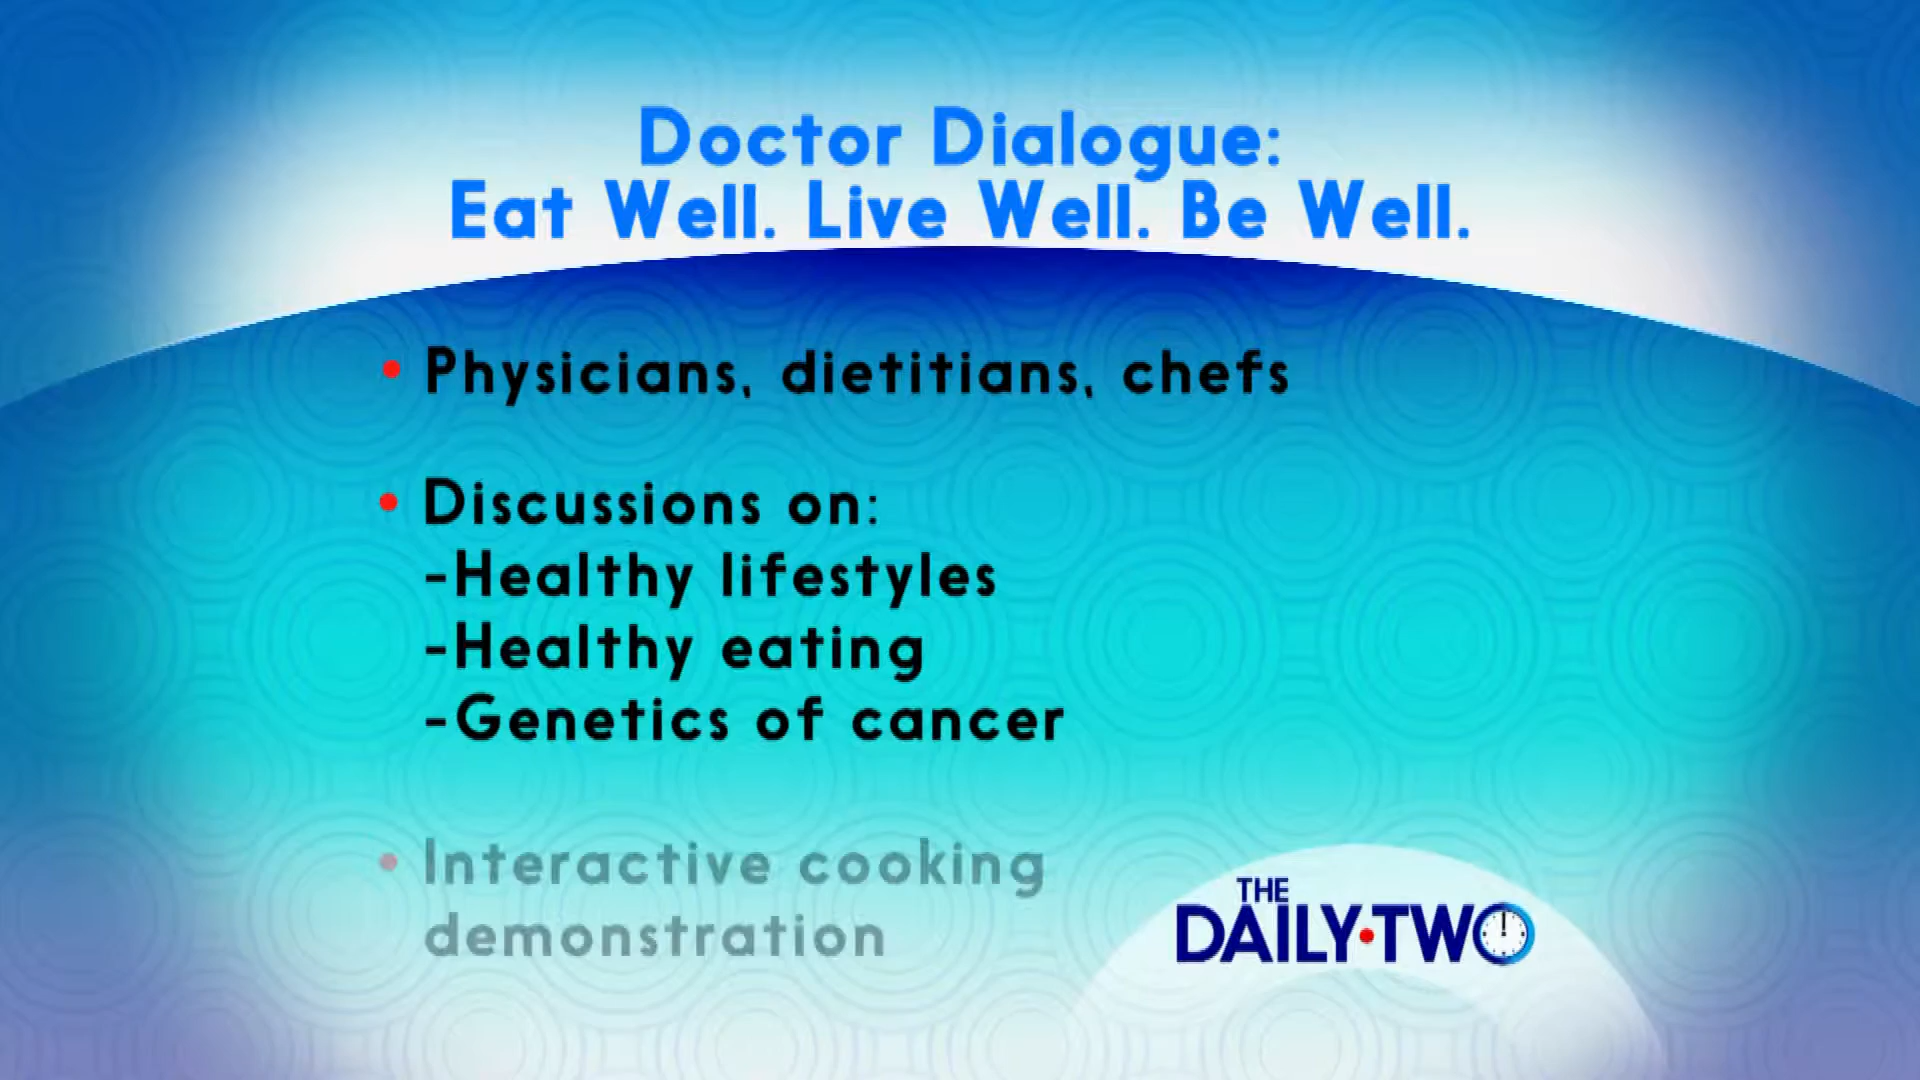 Doctor Dialogue:
Eat Well. Live Well. Be Well.
• Physicians, dietitians, chefs
• Discussions on:
-Healthy lifestyles
-Healthy eating
-Genetics of cancer
• Interactive cooking
demonstration
THE
DAILY•TWO